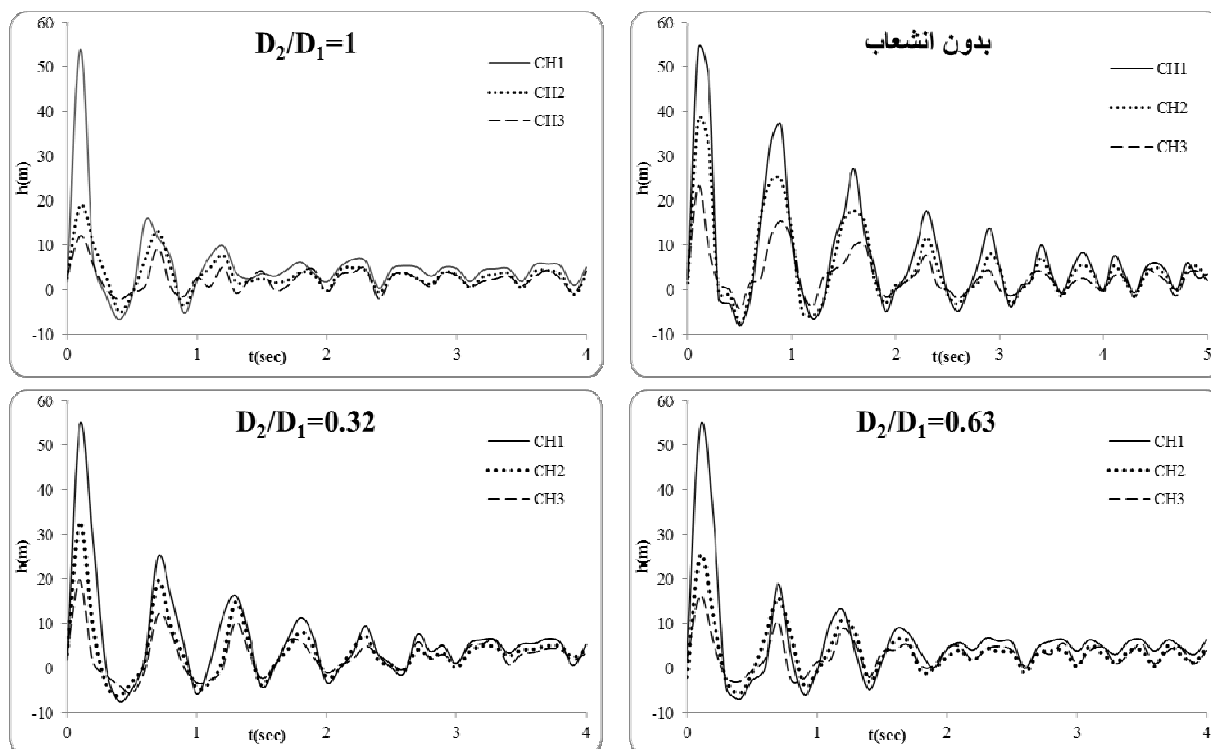 D₂/D₁=1
CH1
CH2
CH3
h(m)
60
50
40
30
20
10
0
-10
0
1
2
3
4
t(sec)
بدون انشعاب
CH1
CH2
CH3
h(m)
60
50
40
30
20
10
0
-10
0
1
2
3
4
5
t(sec)
D₂/D₁=0.32
CH1
CH2
CH3
h(m)
60
50
40
30
20
10
0
-10
0
1
2
3
4
t(sec)
D₂/D₁=0.63
CH1
CH2
CH3
h(m)
60
50
40
30
20
10
0
-10
0
1
2
3
4
t(sec)